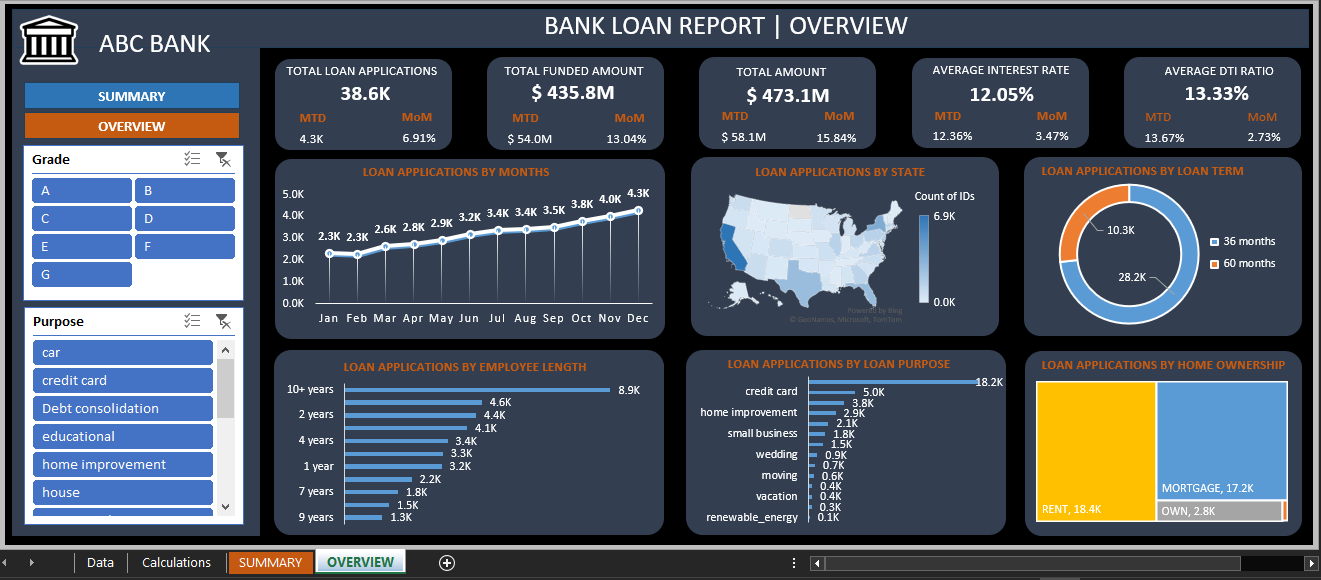 BANK LOAN REPORT | OVERVIEW
ABC BANK
SUMMARY
OVERVIEW
Grade
A
B
C
D
E
F
G
Purpose
car
credit card
Debt consolidation
educational
home improvement
house
TOTAL LOAN APPLICATIONS
38.6K
MTD MoM
4.3K 6.91%
TOTAL FUNDED AMOUNT
$ 435.8M
MTD MoM
$ 54.0M 13.04%
TOTAL AMOUNT
$ 473.1M
MTD MoM
$ 58.1M 15.84%
AVERAGE INTEREST RATE
12.05%
MTD MoM
12.36% 3.47%
AVERAGE DTI RATIO
13.33%
MTD MoM
13.67% 2.73%
LOAN APPLICATIONS BY MONTHS
5.0K
4.0K
3.0K
2.0K
1.0K
0.0K
2.3K 2.3K 2.6K 2.8K 2.9K 3.2K 3.4K 3.4K 3.5K 3.8K 4.0K 4.3K
Jan Feb Mar Apr May Jun Jul Aug Sep Oct Nov Dec
LOAN APPLICATIONS BY STATE
Count of IDs
6.9K
0.0K
Powered by Bing
© GeoNames, Microsoft, TomTom
LOAN APPLICATIONS BY LOAN TERM
10.3K
28.2K
36 months
60 months
LOAN APPLICATIONS BY EMPLOYEE LENGTH
10+ years 8.9K
4.6K
2 years 4.4K
4.1K
4 years 3.4K
3.3K
1 year 3.2K
2.2K
7 years 1.8K
1.5K
9 years 1.3K
LOAN APPLICATIONS BY LOAN PURPOSE
18.2K
credit card 5.0K
3.8K
home improvement 2.9K
2.1K
small business 1.8K
1.5K
wedding 0.9K
0.7K
moving 0.6K
0.4K
vacation 0.4K
0.3K
renewable_energy 0.1K
LOAN APPLICATIONS BY HOME OWNERSHIP
RENT, 18.4K
MORTGAGE, 17.2K
OWN, 2.8K
Data
Calculations
SUMMARY
OVERVIEW